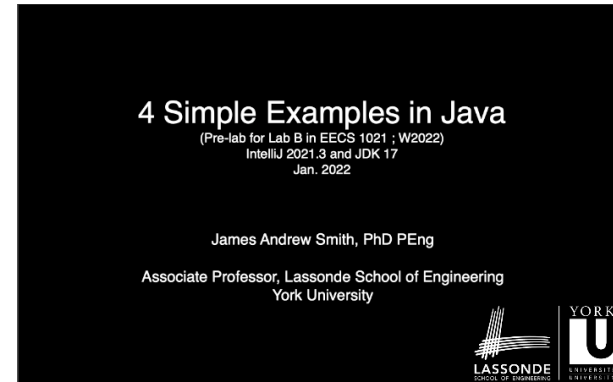 4 Simple Examples in Java
(Pre-lab for Lab B in EECS 1021 ; W2022)
IntelliJ 2021.3 and JDK 17
Jan. 2022
James Andrew Smith, PhD PEng
Associate Professor, Lassonde School of Engineering
York University
LASSONDE
SCHOOL OF ENGINEERING
YORK
U
UNIVERSIT
UNIVERSIT